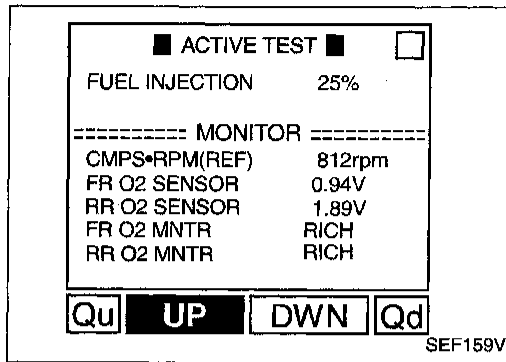 ■ ACTIVE TEST ■
FUEL INJECTION 25%
========== MONITOR ==========
CMPS•RPM(REF) 812rpm
FR O2 SENSOR 0.94V
RR O2 SENSOR 1.89V
FR O2 MNTR RICH
RR O2 MNTR RICH
Qu UP DWN Qd
SEF159V